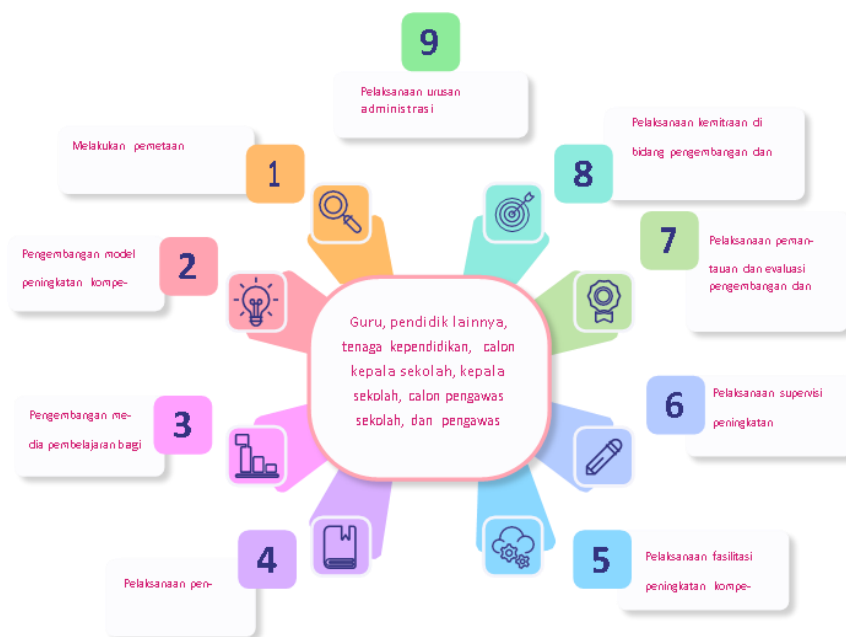 9
Pelaksanaan urusan
administrasi
Melakukan pemetaan
1
Pengembangan model
peningkatan kompe-
2
Pengembangan me-
dia pembelajaran bagi
3
Pelaksanaan pen-
4
Guru, pendidik lainnya,
tenaga kependidikan, calon
kepala sekolah, kepala
sekolah, calon pengawas
sekolah, dan pengawas
8
Pelaksanaan kemitraan di
bidang pengembangan dan
7
Pelaksanaan peman-
tauan dan evaluasi
pengembangan dan
6
Pelaksanaan supervisi
peningkatan
5
Pelaksanaan fasilitasi
peningkatan kompe-